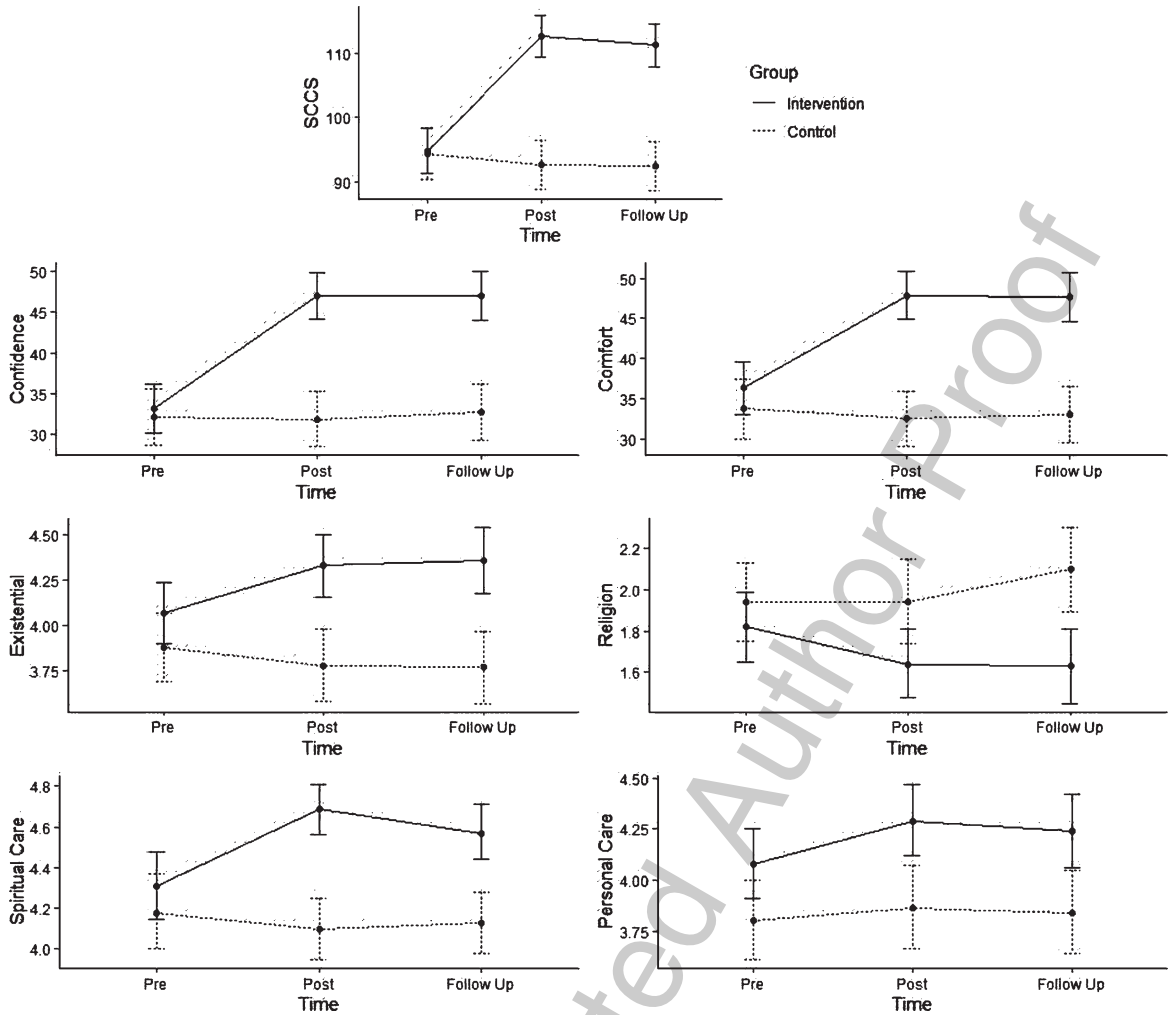 SCCS
110
100
90
Pre Post Follow Up
Time
Group
Intervention
Control
Confidence
50
45
40
35
30
Pre Post Follow Up
Time
Comfort
50
45
40
35
30
Pre Post Follow Up
Time
Existential
4.50
4.25
4.00
3.75
Pre Post Follow Up
Time
Religion
2.2
2.0
1.8
1.6
Pre Post Follow Up
Time
Spiritual Care
4.8
4.6
4.4
4.2
4.0
Pre Post Follow Up
Time
Personal Care
4.50
4.25
4.00
3.75
Pre Post Follow Up
Time
ted Author Proof